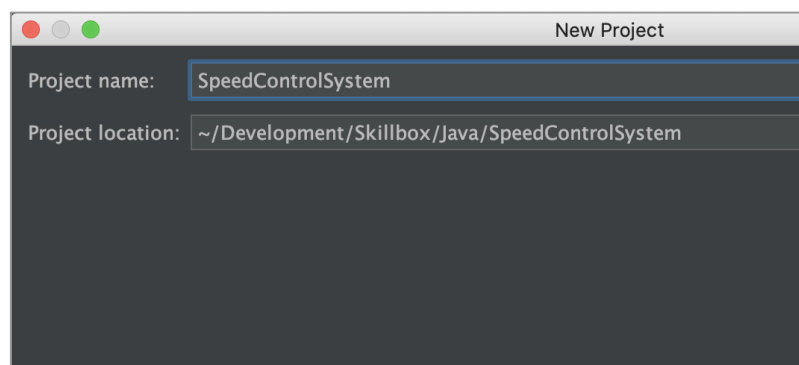 New Project
Project name: SpeedControlSystem
Project location: ~/Development/Skillbox/Java/SpeedControlSystem